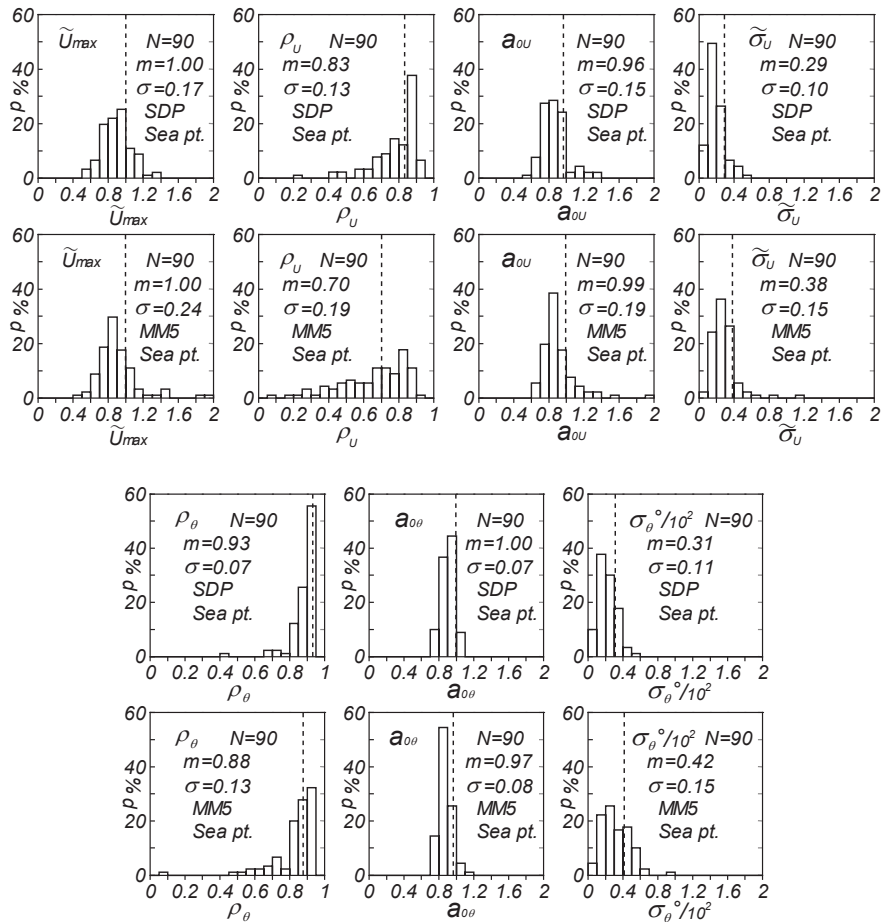 60
40
20
0
p %
Ũmax N=90
m=1.00
σ=0.17
SDP
Sea pt.
0 0.4 0.8 1.2 1.6 2
Ũmax
60
40
20
0
p %
ρU N=90
m=0.83
σ=0.13
SDP
Sea pt.
0 0.2 0.4 0.6 0.8 1
ρU
60
40
20
0
p %
a0U N=90
m=0.96
σ=0.15
SDP
Sea pt.
0 0.4 0.8 1.2 1.6 2
a0U
60
40
20
0
p %
σ̃U N=90
m=0.29
σ=0.10
SDP
Sea pt.
0 0.4 0.8 1.2 1.6 2
σ̃U
60
40
20
0
p %
Ũmax N=90
m=1.00
σ=0.24
MM5
Sea pt.
0 0.4 0.8 1.2 1.6 2
Ũmax
60
40
20
0
p %
ρU N=90
m=0.70
σ=0.19
MM5
Sea pt.
0 0.2 0.4 0.6 0.8 1
ρU
60
40
20
0
p %
a0U N=90
m=0.99
σ=0.19
MM5
Sea pt.
0 0.4 0.8 1.2 1.6 2
a0U
60
40
20
0
p %
σ̃U N=90
m=0.38
σ=0.15
MM5
Sea pt.
0 0.4 0.8 1.2 1.6 2
σ̃U
60
40
20
0
p %
ρθ N=90
m=0.93
σ=0.07
SDP
Sea pt.
0 0.2 0.4 0.6 0.8 1
ρθ
60
40
20
0
p %
a0θ N=90
m=1.00
σ=0.07
SDP
Sea pt.
0 0.4 0.8 1.2 1.6 2
a0θ
60
40
20
0
p %
σθ°/10² N=90
m=0.31
σ=0.11
SDP
Sea pt.
0 0.4 0.8 1.2 1.6 2
σθ°/10²
60
40
20
0
p %
ρθ N=90
m=0.88
σ=0.13
MM5
Sea pt.
0 0.2 0.4 0.6 0.8 1
ρθ
60
40
20
0
p %
a0θ N=90
m=0.97
σ=0.08
MM5
Sea pt.
0 0.4 0.8 1.2 1.6 2
a0θ
60
40
20
0
p %
σθ°/10² N=90
m=0.42
σ=0.15
MM5
Sea pt.
0 0.4 0.8 1.2 1.6 2
σθ°/10²